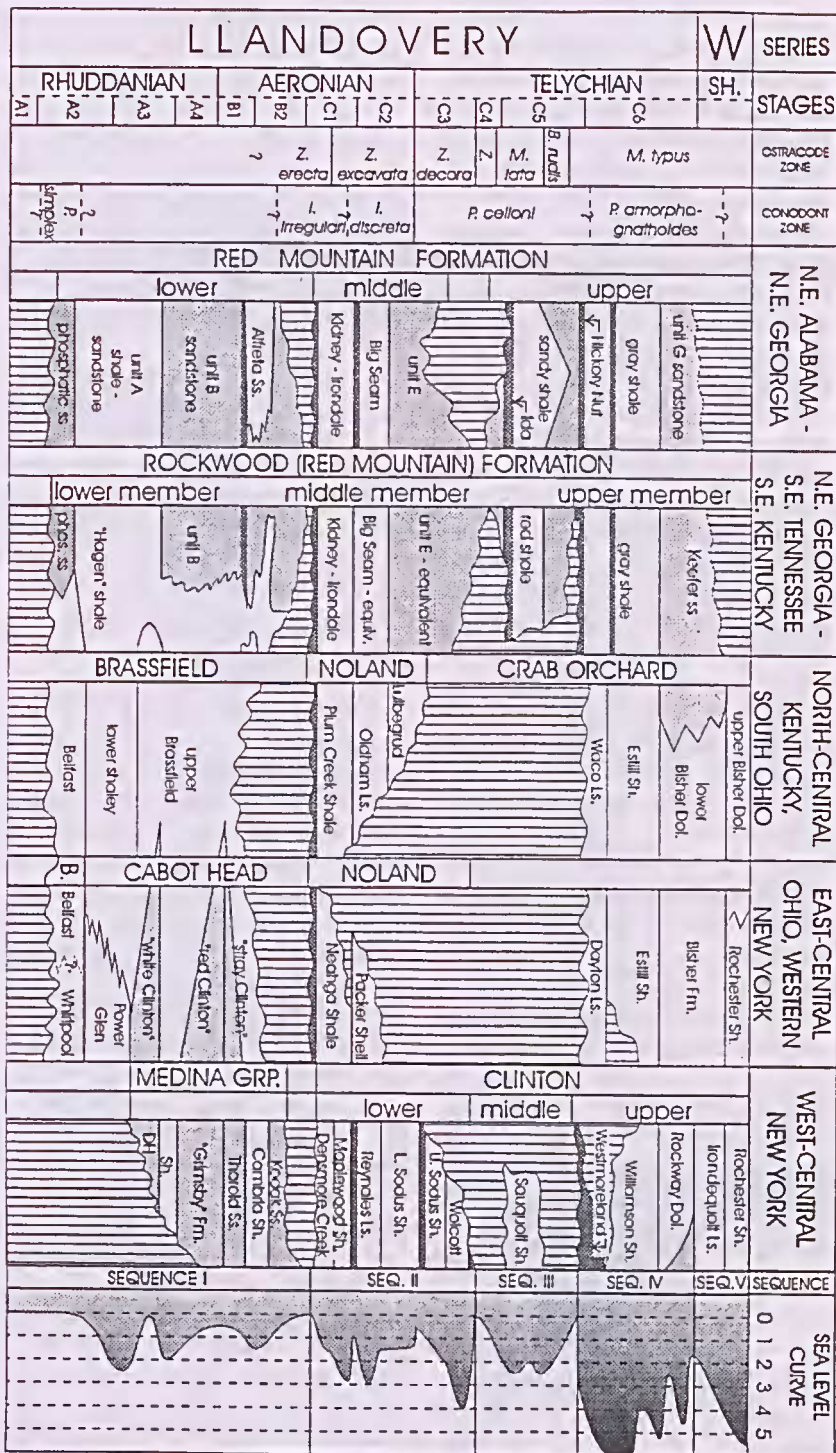 LLANDOVERY
W
SERIES
RHUDDANIAN
AERONIAN
TELYCHIAN
SH.
STAGES
A1
A2
A3
A4
B1
B2
C1
C2
C3
C4
C5
C6
?
Z. erecta
Z. excavata
Z. decora
Z
M. lata
B. rudis
M. typus
OSTRACODE
ZONE
?
P.
simplex
?
?
I.
irregulari
?
I.
discreta
P. celloni
?
P. amorpha-
gnathoides
?
CONODONT
ZONE
RED MOUNTAIN FORMATION
lower
middle
upper
N.E. ALABAMA -
N.E. GEORGIA
phosphatic ss
unit A
shale -
sandstone
unit B
sandstone
Kidney - Irondale
Big Seam
unit E
sandy shale
Ida
Hickory Nut
gray shale
unit G sandstone
ROCKWOOD (RED MOUNTAIN) FORMATION
lower member
middle member
upper member
N.E. GEORGIA -
S.E. TENNESSEE
S.E. KENTUCKY
phos. ss
"Hagen" shale
unit B
Kidney - Irondale
Big Seam - equiv.
unit E - equivalent
red shale
gray shale
Keefer ss
BRASSFIELD
NOLAND
CRAB ORCHARD
NORTH-CENTRAL
KENTUCKY,
SOUTH OHIO
Belfast
lower shaley
upper
Brassfield
Plum Creek Shale
Oldham Ls.
Lulbegrud
Waco Ls.
Estill Sh.
lower
Bisher Dol.
upper Bisher Dol.
B.
CABOT HEAD
NOLAND
EAST-CENTRAL
OHIO, WESTERN
NEW YORK
Belfast -?- Whirlpool
Power
Glen
"white Clinton"
"red Clinton"
"stray Clinton"
Neahga Shale
Packer Shell
Dayton Ls.
Estill Sh.
Bisher Fm.
Rochester Sh.
MEDINA GRP.
CLINTON
lower
middle
upper
WEST-CENTRAL
NEW YORK
DH
Sh.
"Grimsby" Fm.
Thorold Ss.
Cambria Sh.
Kodak Ss.
Densmore Creek
Maplewood Sh.
Reynales Ls.
L. Sodus Sh.
U. Sodus Sh.
Wolcott
Sauquoit Sh.
Westmoreland
Williamson Sh.
Rockway Dol.
Irondequoit Ls.
Rochester Sh.
SEQUENCE I
SEQ. II
SEQ. III
SEQ. IV
SEQ. V
SEQUENCE
0
1
2
3
4
5
SEA LEVEL
CURVE